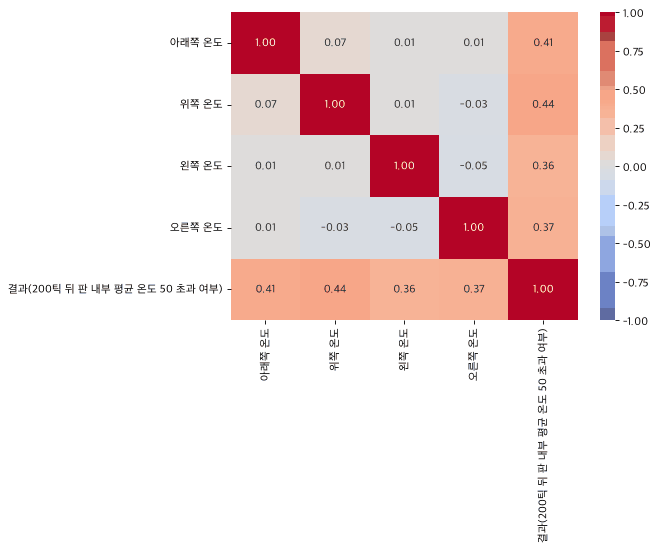 아래쪽 온도 1.00 0.07 0.01 0.01 0.41
위쪽 온도 0.07 1.00 0.01 -0.03 0.44
왼쪽 온도 0.01 0.01 1.00 -0.05 0.36
오른쪽 온도 0.01 -0.03 -0.05 1.00 0.37
결과(200틱 뒤 판 내부 평균 온도 50 초과 여부) 0.41 0.44 0.36 0.37 1.00
아래쪽 온도
위쪽 온도
왼쪽 온도
오른쪽 온도
결과(200틱 뒤 판 내부 평균 온도 50 초과 여부)
1.00
0.75
0.50
0.25
0.00
-0.25
-0.50
-0.75
-1.00